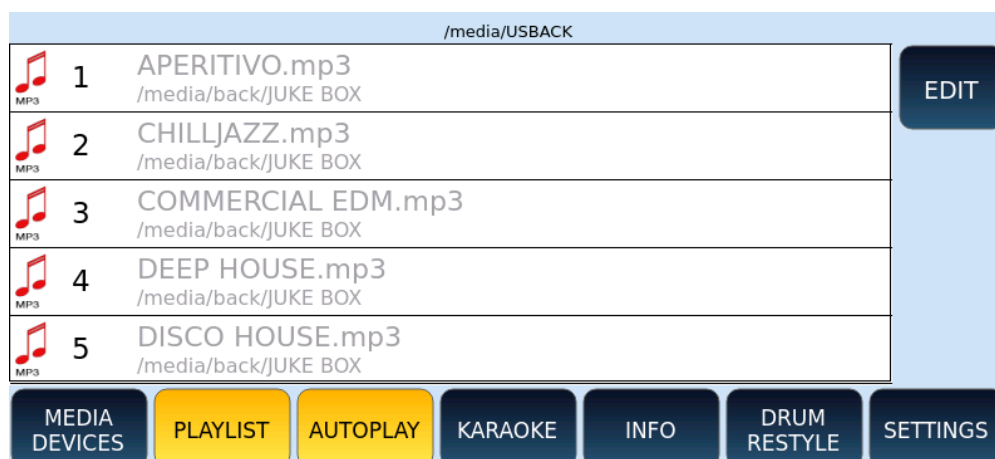 /media/USBACK
MP3
1
APERITIVO.mp3
/media/back/JUKE BOX
EDIT
MP3
2
CHILLJAZZ.mp3
/media/back/JUKE BOX
MP3
3
COMMERCIAL EDM.mp3
/media/back/JUKE BOX
MP3
4
DEEP HOUSE.mp3
/media/back/JUKE BOX
MP3
5
DISCO HOUSE.mp3
/media/back/JUKE BOX
MEDIA
DEVICES
PLAYLIST
AUTOPLAY
KARAOKE
INFO
DRUM
RESTYLE
SETTINGS